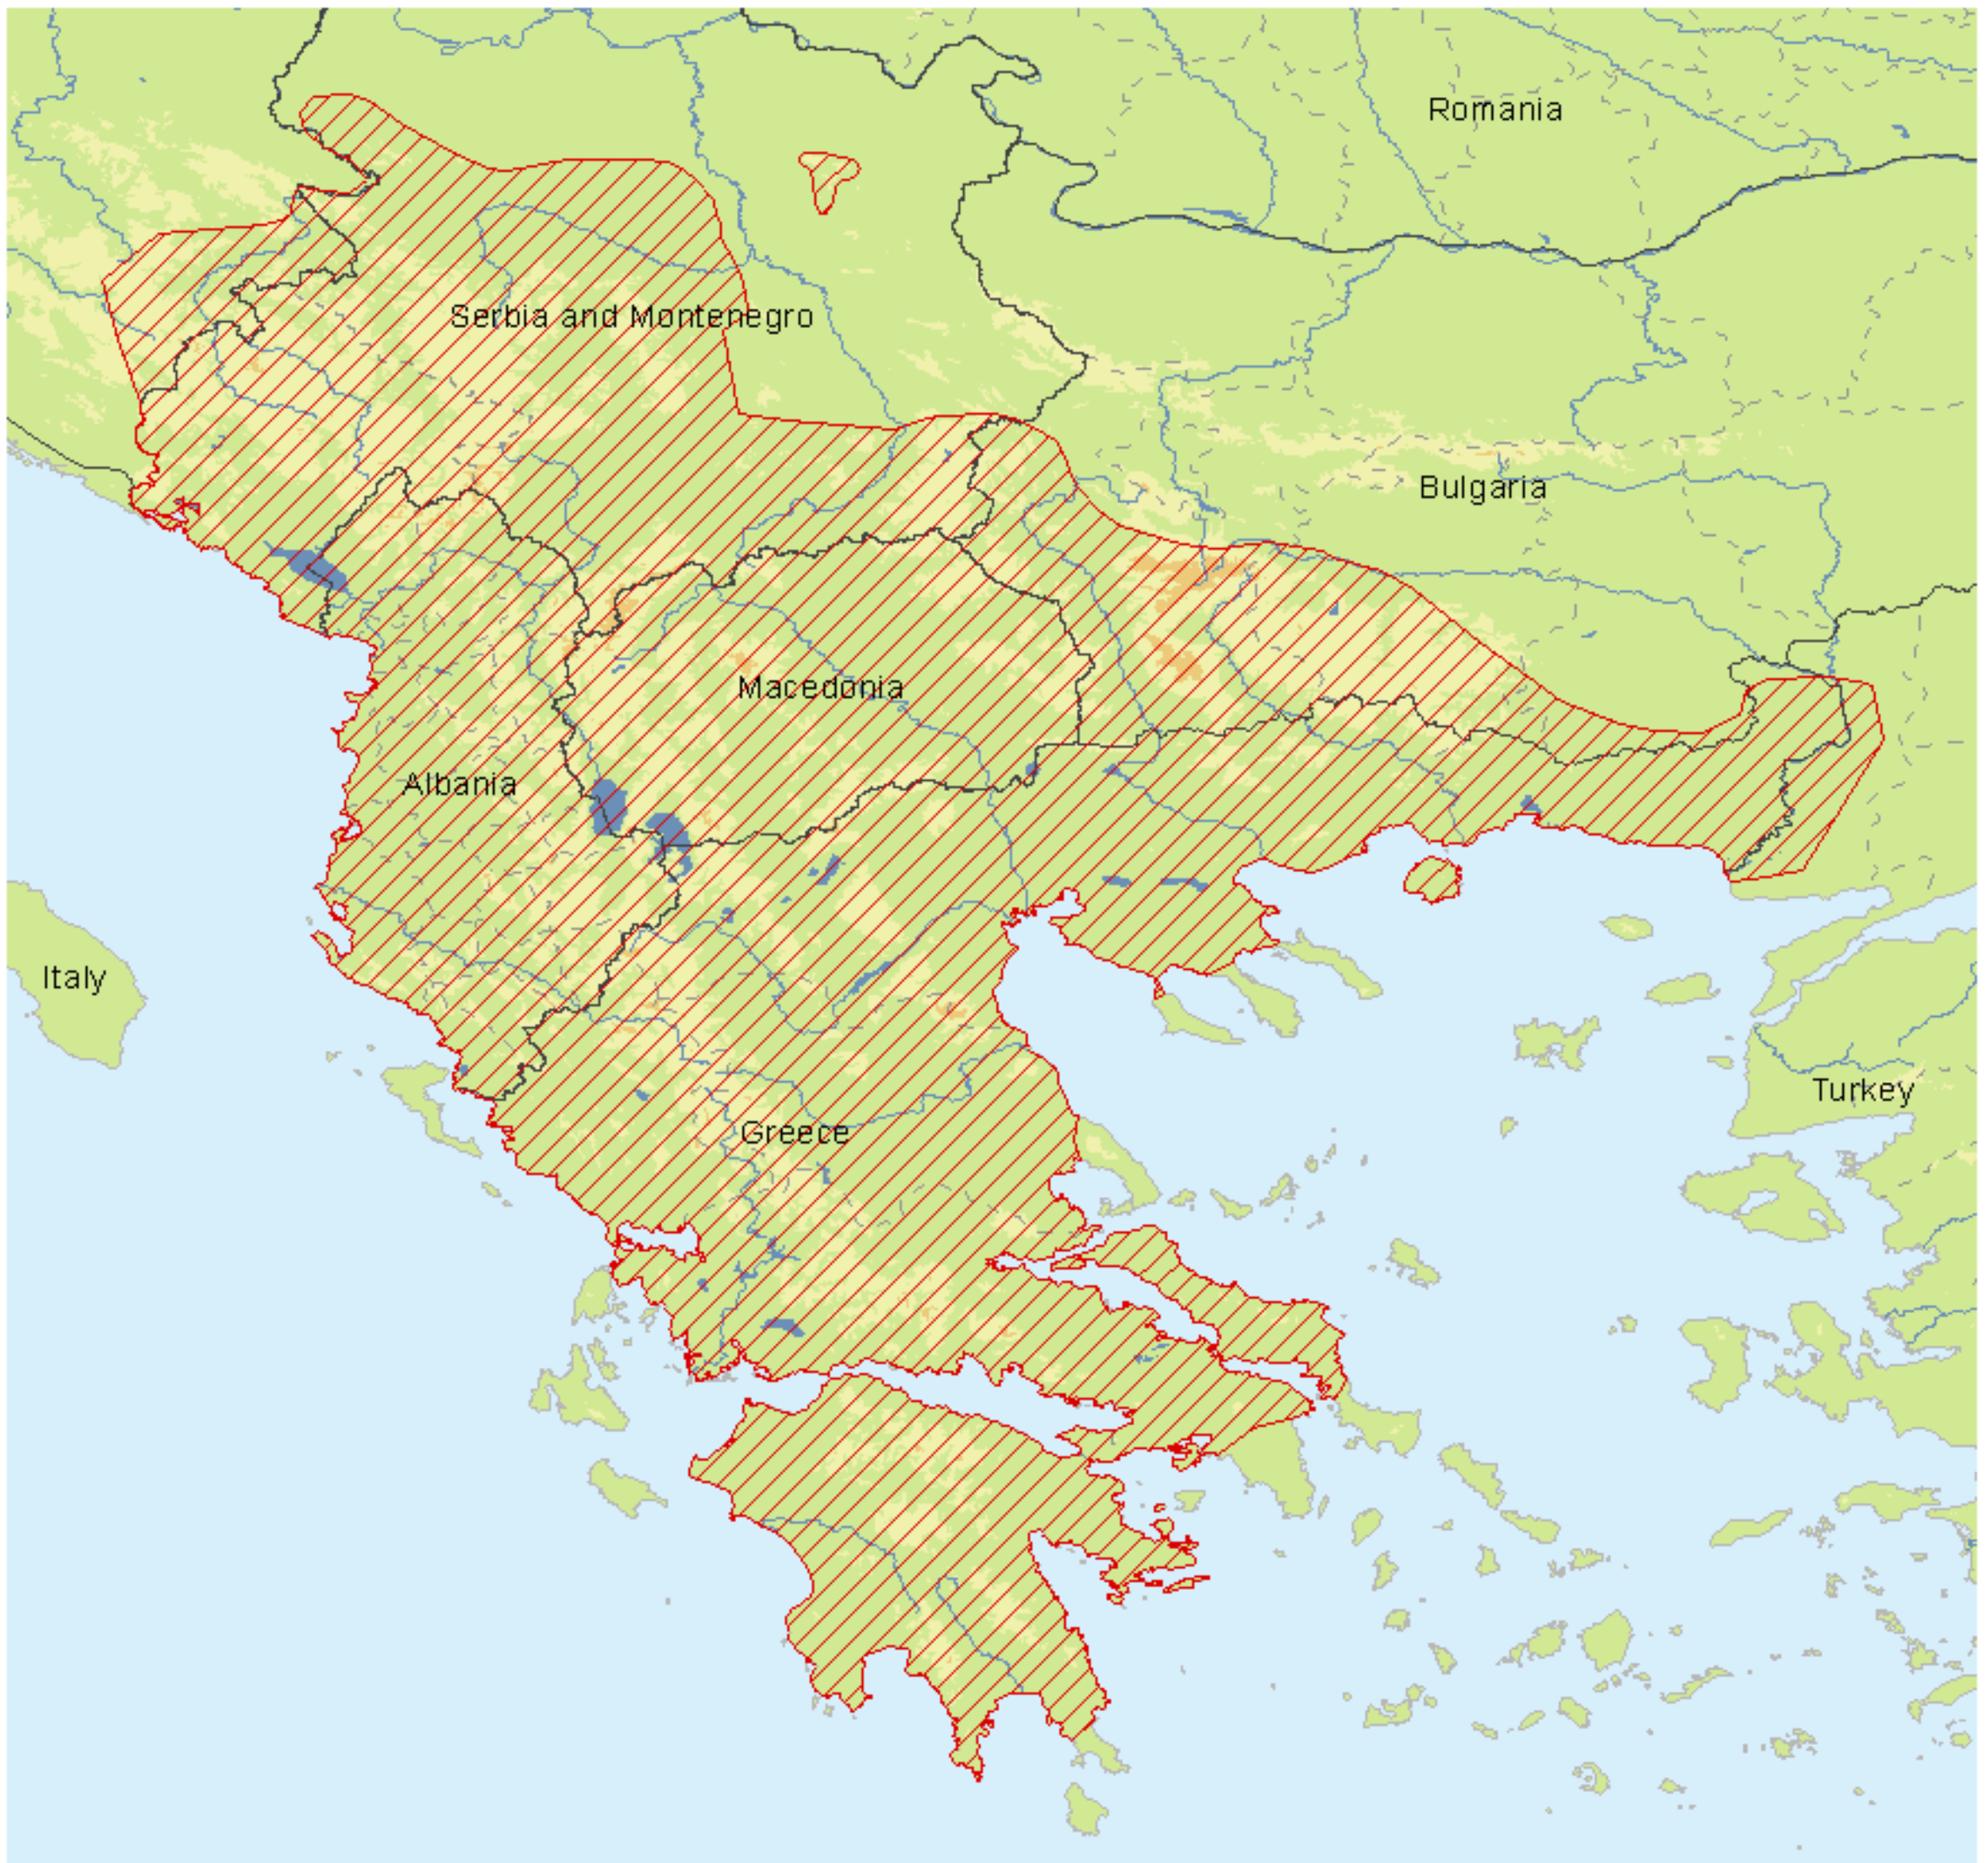 Romania
Serbia and Montenegro
Bulgaria
Macedonia
Albania
Italy
Turkey
Greece